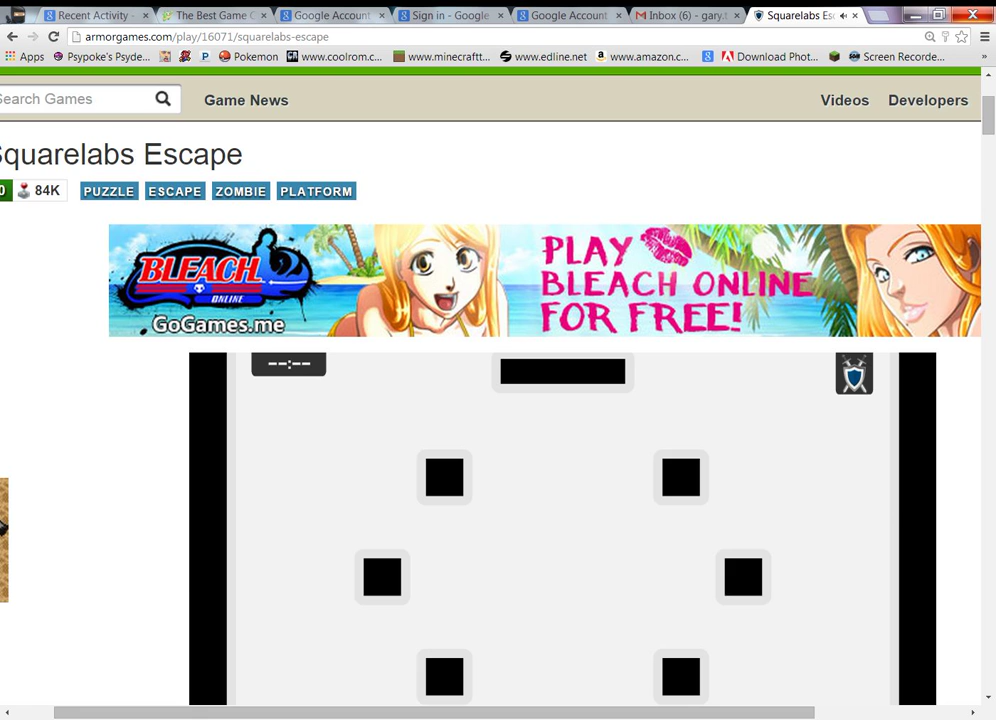 Recent Activity -
The Best Game C
Google Account
Sign in - Google
Google Account
Inbox (6) - gary.t
Squarelabs Esc
armorgames.com/play/16071/squarelabs-escape
Apps
Psypoke's Psyde...
P
Pokemon
www.coolrom.c...
www.minecraftt...
www.edline.net
a
www.amazon.c...
g
Download Phot...
Screen Recorde...
»
Search Games
Game News
Videos
Developers
Squarelabs Escape
0
84K
PUZZLE
ESCAPE
ZOMBIE
PLATFORM
BLEACH
ONLINE
GoGames.me
PLAY
BLEACH ONLINE
FOR FREE!
--:--